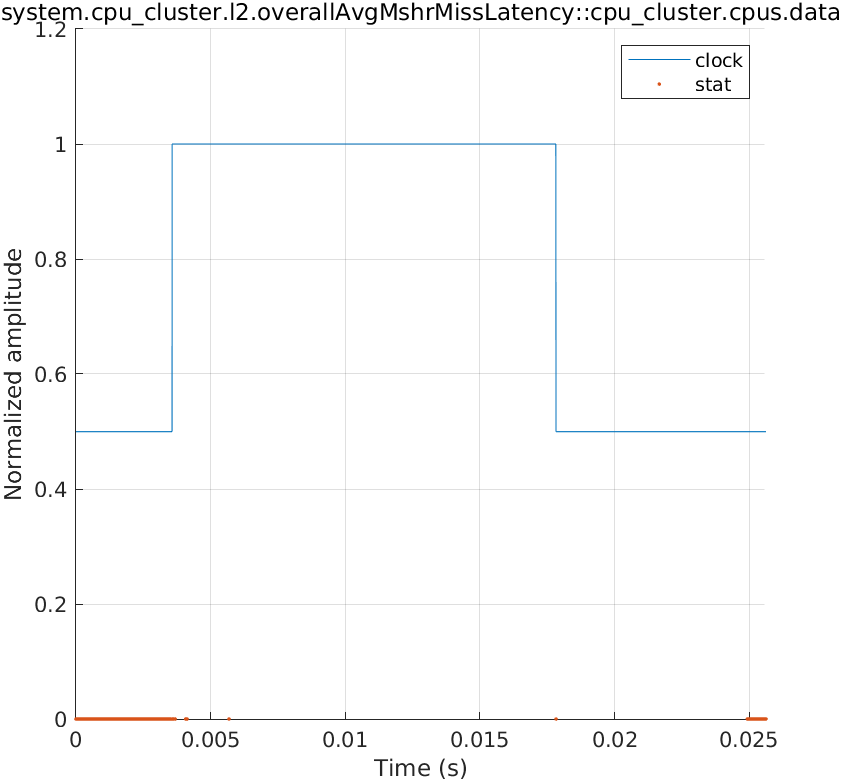 system.cpu_cluster.l2.overallAvgMshrMissLatency::cpu_cluster.cpus.data
1.2
clock
stat
1
0.8
0.6
0.4
0.2
0
Normalized amplitude
0 0.005 0.01 0.015 0.02 0.025
Time (s)